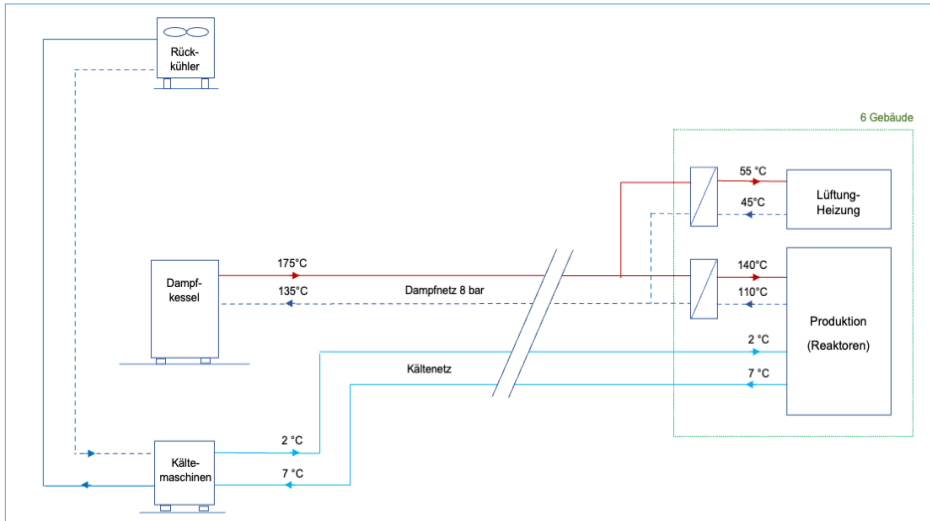 Rück-
kühler
6 Gebäude
55 °C
45°C
Lüftung-
Heizung
175°C
135°C
Dampfnetz 8 bar
Dampf-
kessel
140°C
110°C
Produktion
(Reaktoren)
2 °C
7 °C
Kältenetz
2 °C
7 °C
Kälte-
maschinen